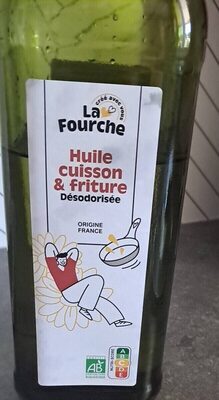 créé avec vous
La
Fourche
Huile
cuisson
& friture
Désodorisée
ORIGINE
FRANCE
AB